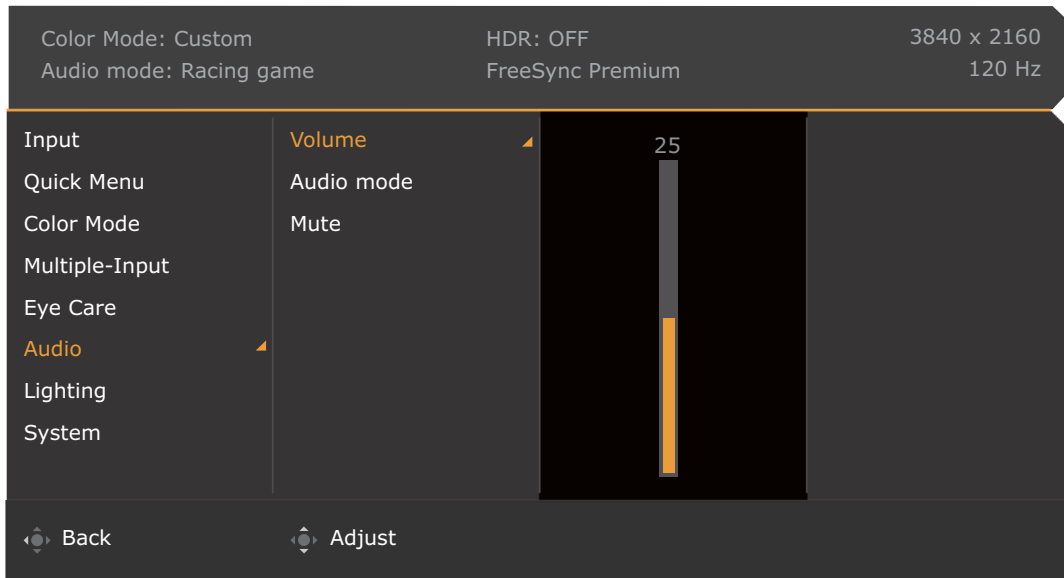 Color Mode: Custom
HDR: OFF
3840 x 2160
Audio mode: Racing game
FreeSync Premium
120 Hz
Input
Quick Menu
Color Mode
Multiple-Input
Eye Care
Audio
Lighting
System
Volume
Audio mode
Mute
25
Back
Adjust